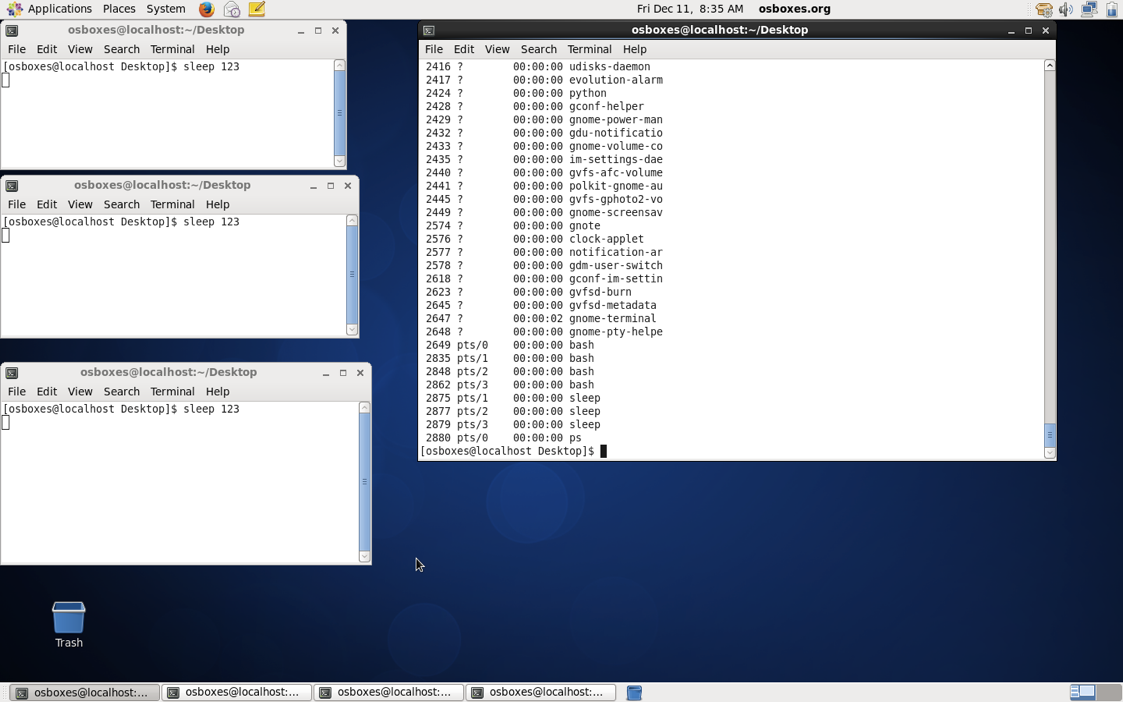 Applications Places System
Fri Dec 11, 8:35 AM osboxes.org
osboxes@localhost:~/Desktop
File Edit View Search Terminal Help
[osboxes@localhost Desktop]$ sleep 123
osboxes@localhost:~/Desktop
File Edit View Search Terminal Help
[osboxes@localhost Desktop]$ sleep 123
osboxes@localhost:~/Desktop
File Edit View Search Terminal Help
[osboxes@localhost Desktop]$ sleep 123
osboxes@localhost:~/Desktop
File Edit View Search Terminal Help
2416 ? 00:00:00 udisks-daemon
2417 ? 00:00:00 evolution-alarm
2424 ? 00:00:00 python
2428 ? 00:00:00 gconf-helper
2429 ? 00:00:00 gnome-power-man
2432 ? 00:00:00 gdu-notificatio
2433 ? 00:00:00 gnome-volume-co
2435 ? 00:00:00 im-settings-dae
2440 ? 00:00:00 gvfs-afc-volume
2441 ? 00:00:00 polkit-gnome-au
2445 ? 00:00:00 gvfs-gphoto2-vo
2449 ? 00:00:00 gnome-screensav
2574 ? 00:00:00 gnote
2576 ? 00:00:00 clock-applet
2577 ? 00:00:00 notification-ar
2578 ? 00:00:00 gdm-user-switch
2618 ? 00:00:00 gconf-im-settin
2623 ? 00:00:00 gvfsd-burn
2645 ? 00:00:00 gvfsd-metadata
2647 ? 00:00:02 gnome-terminal
2648 ? 00:00:00 gnome-pty-helpe
2649 pts/0 00:00:00 bash
2835 pts/1 00:00:00 bash
2848 pts/2 00:00:00 bash
2862 pts/3 00:00:00 bash
2875 pts/1 00:00:00 sleep
2877 pts/2 00:00:00 sleep
2879 pts/3 00:00:00 sleep
2880 pts/0 00:00:00 ps
[osboxes@localhost Desktop]$
Trash
osboxes@localhost:...
osboxes@localhost:...
osboxes@localhost:...
osboxes@localhost:...